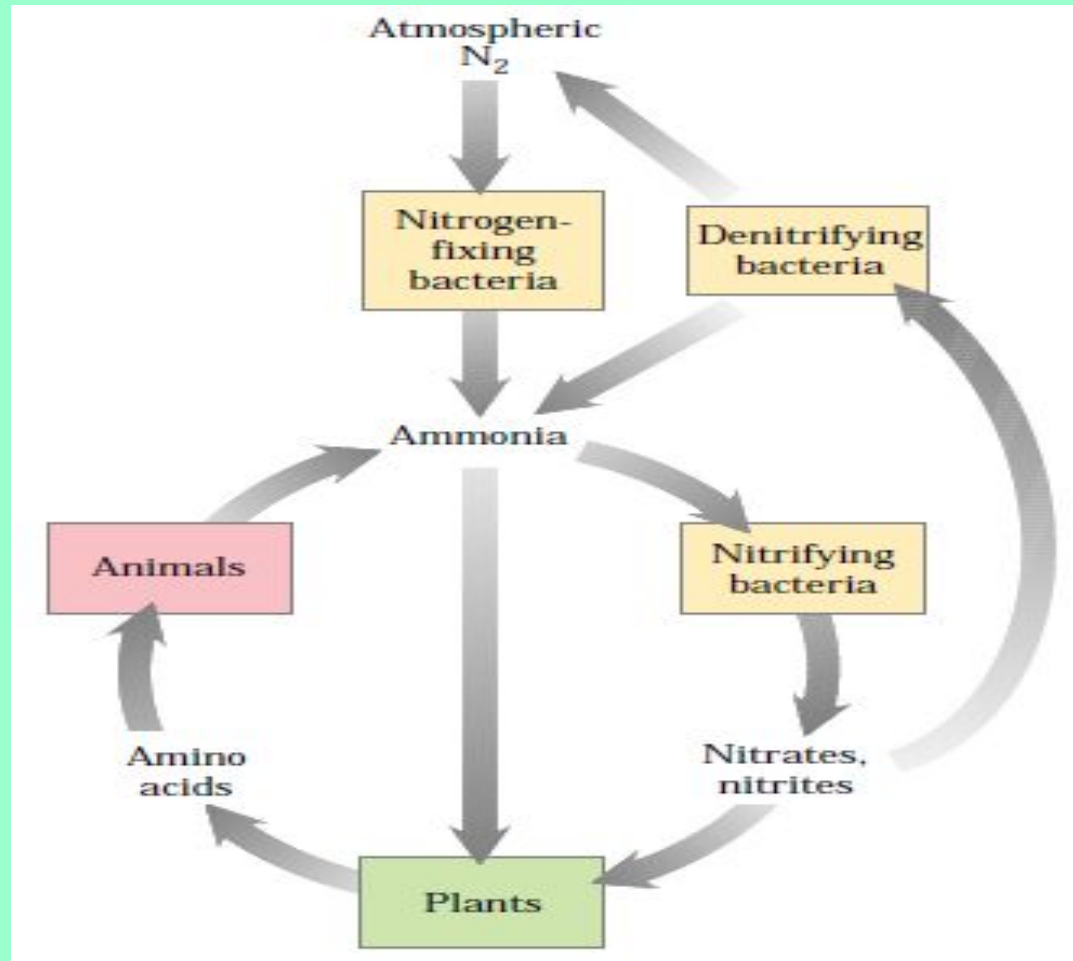 Atmospheric
N₂
Nitrogen-
fixing
bacteria
Denitrifying
bacteria
Ammonia
Animals
Nitrifying
bacteria
Amino
acids
Nitrates,
nitrites
Plants